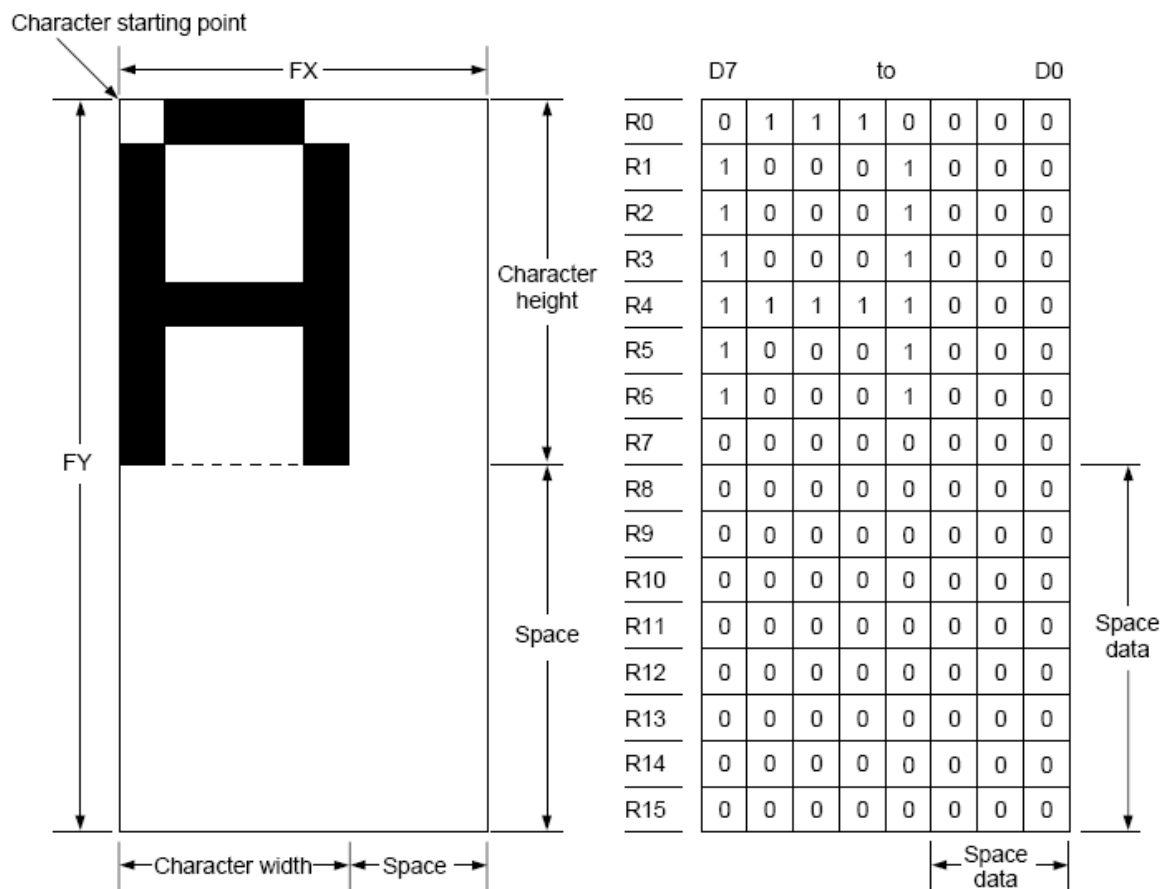 Character starting point
FX
D7 to D0
R0 0 1 1 1 0 0 0 0
R1 1 0 0 0 1 0 0 0
R2 1 0 0 0 1 0 0 0
R3 1 0 0 0 1 0 0 0
Character
height
R4 1 1 1 1 1 0 0 0
R5 1 0 0 0 1 0 0 0
R6 1 0 0 0 1 0 0 0
R7 0 0 0 0 0 0 0 0
FY
R8 0 0 0 0 0 0 0 0
R9 0 0 0 0 0 0 0 0
R10 0 0 0 0 0 0 0 0
R11 0 0 0 0 0 0 0 0
Space
Space
data
R12 0 0 0 0 0 0 0 0
R13 0 0 0 0 0 0 0 0
R14 0 0 0 0 0 0 0 0
R15 0 0 0 0 0 0 0 0
Character width Space
Space
data